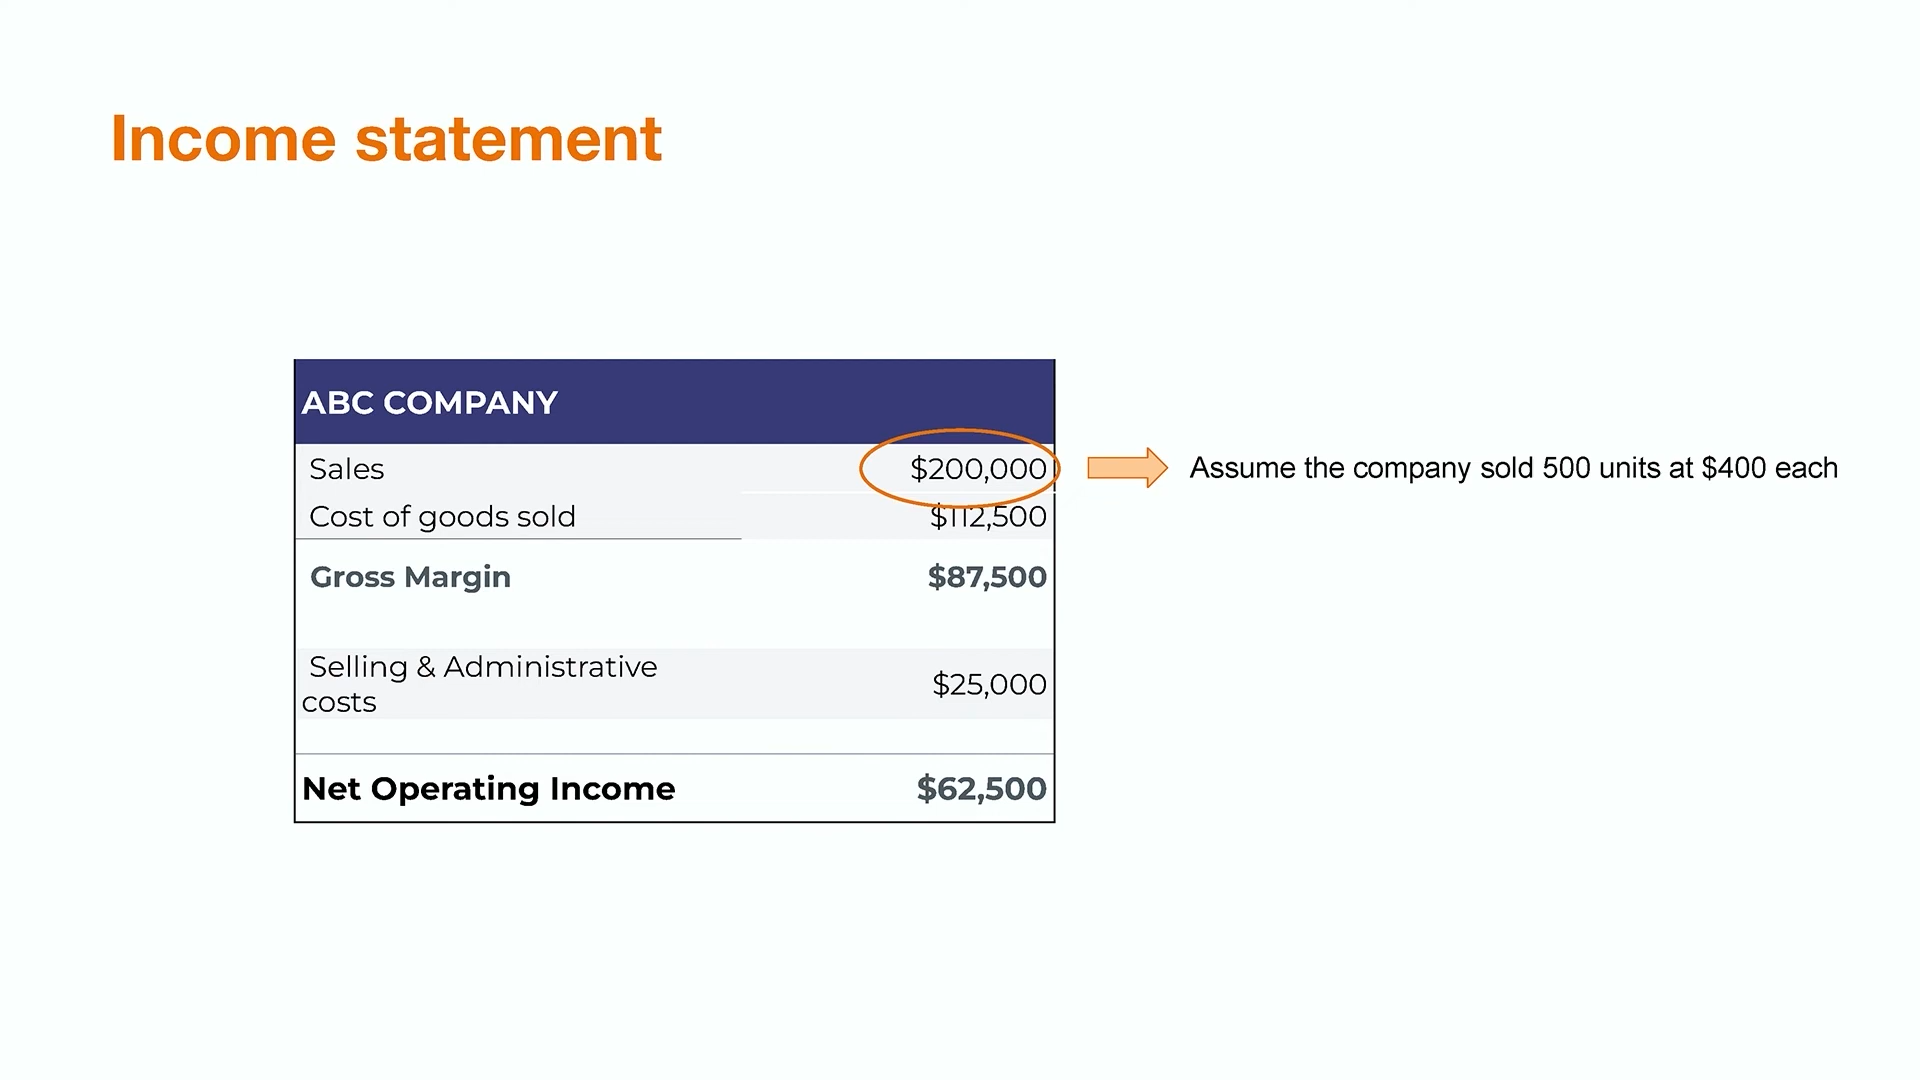 Income statement
ABC COMPANY
Sales $200,000
Assume the company sold 500 units at $400 each
Cost of goods sold $112,500
Gross Margin $87,500
Selling & Administrative
costs $25,000
Net Operating Income $62,500